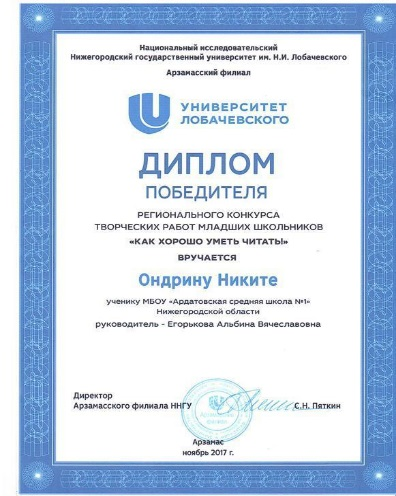 Национальный исследовательский
Нижегородский государственный университет им. Н.И. Лобачевского
Арзамасский филиал
УНИВЕРСИТЕТ
ЛОБАЧЕВСКОГО
ДИПЛОМ
ПОБЕДИТЕЛЯ
РЕГИОНАЛЬНОГО КОНКУРСА
ТВОРЧЕСКИХ РАБОТ МЛАДШИХ ШКОЛЬНИКОВ
«КАК ХОРОШО УМЕТЬ ЧИТАТЬ!»
ВРУЧАЕТСЯ
Ондрину Никите
ученику МБОУ «Ардатовская средняя школа №1»
Нижегородской области
руководитель - Егорькова Альбина Вячеславовна
Директор
Арзамасского филиала ННГУ
С.Н. Пяткин
Арзамас
ноябрь 2017 г.